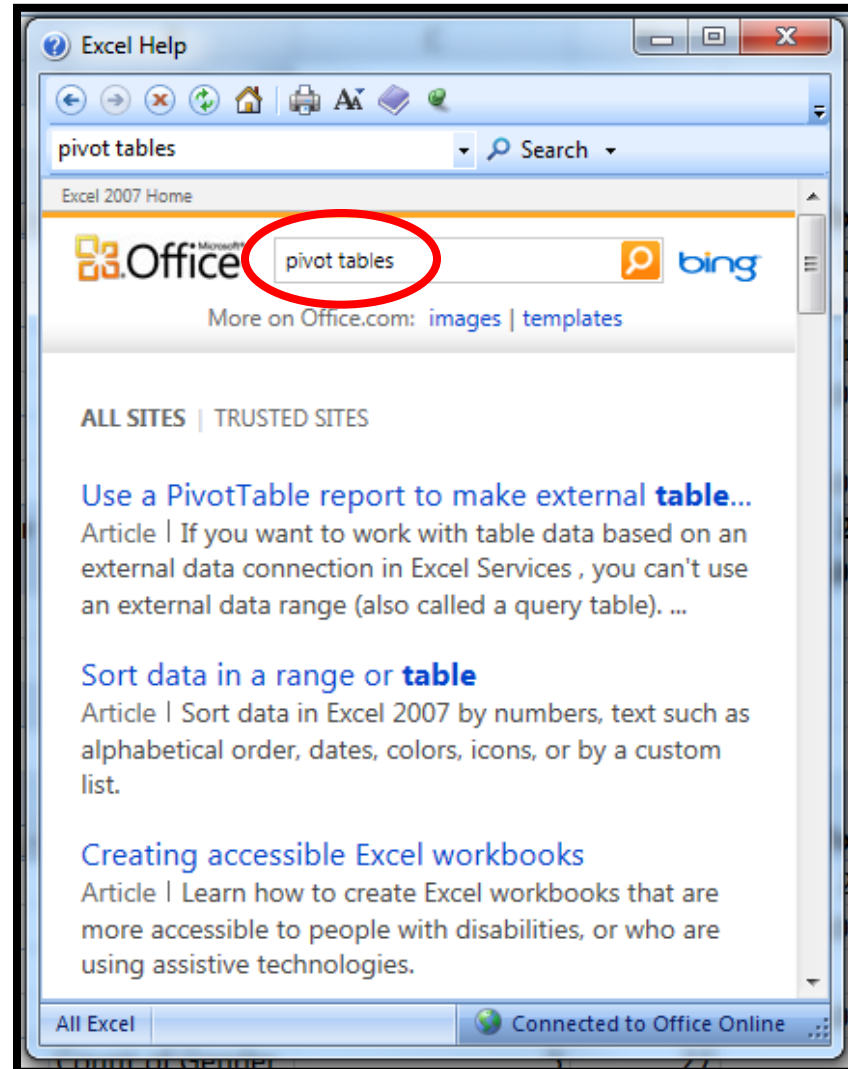 Excel Help
pivot tables
Search
Excel 2007 Home
Microsoft®
Office
pivot tables
bing
More on Office.com: images | templates
ALL SITES | TRUSTED SITES
Use a PivotTable report to make external table...
Article | If you want to work with table data based on an
external data connection in Excel Services , you can't use
an external data range (also called a query table). ...
Sort data in a range or table
Article | Sort data in Excel 2007 by numbers, text such as
alphabetical order, dates, colors, icons, or by a custom
list.
Creating accessible Excel workbooks
Article | Learn how to create Excel workbooks that are
more accessible to people with disabilities, or who are
using assistive technologies.
All Excel
Connected to Office Online
Count of Gender